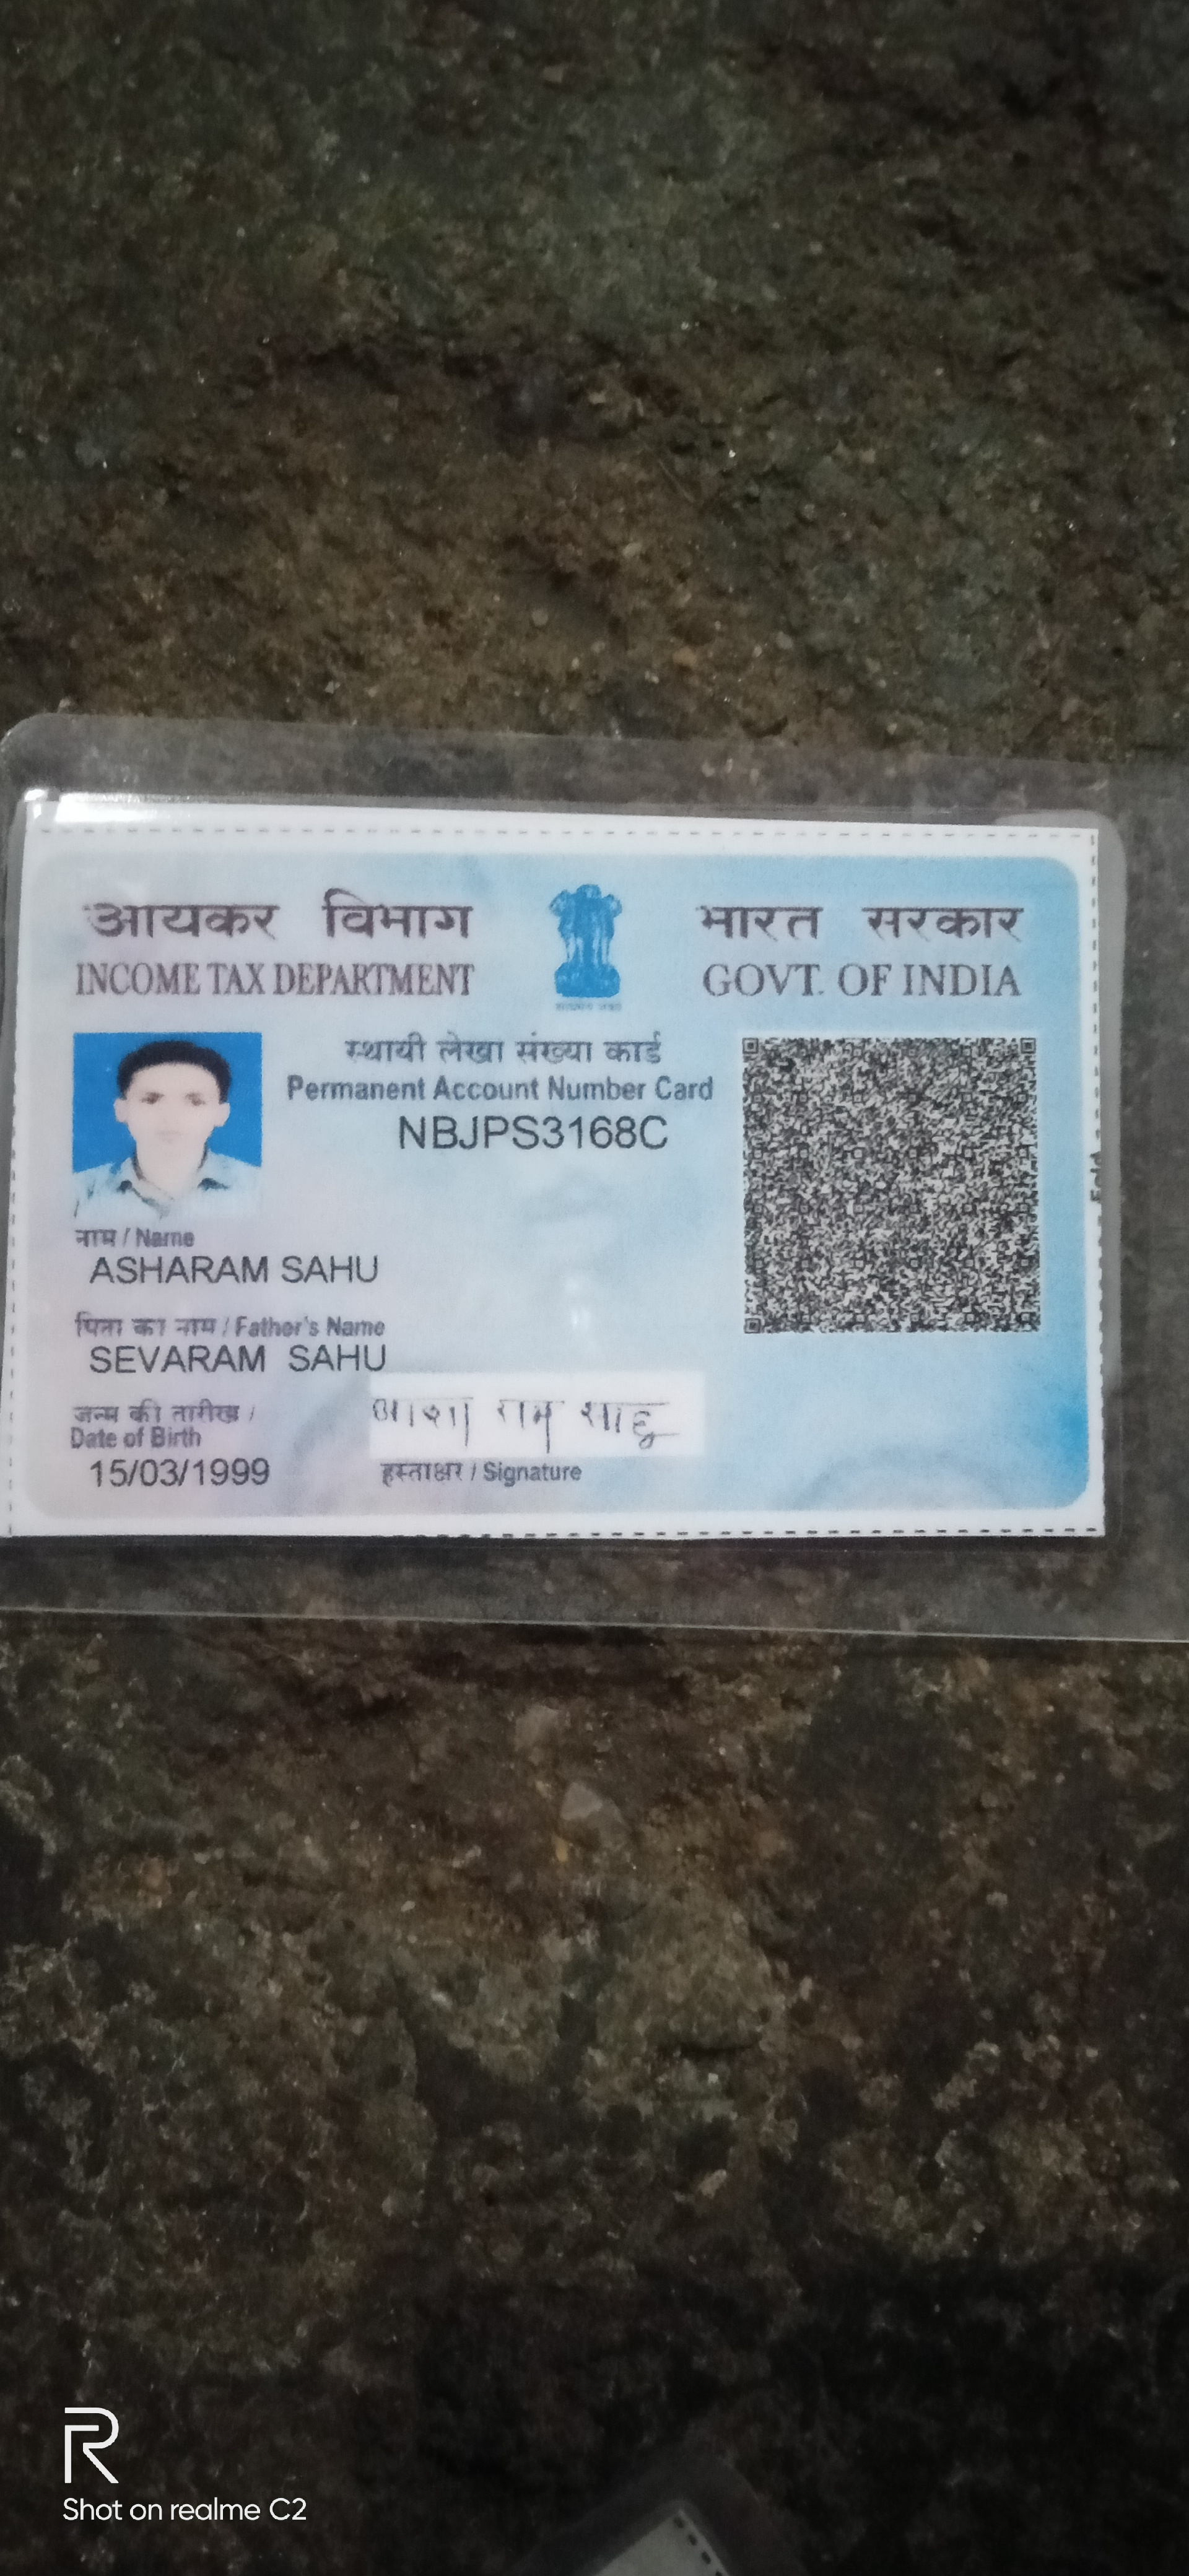 आयकर विभाग
INCOME TAX DEPARTMENT
भारत सरकार
GOVT. OF INDIA
स्थायी लेखा संख्या कार्ड
Permanent Account Number Card
NBJPS3168C
नाम / Name
ASHARAM SAHU
पिता का नाम / Father's Name
SEVARAM SAHU
जन्म की तारीख /
Date of Birth
15/03/1999
आशा राम साहू
हस्ताक्षर / Signature
R
Shot on realme C2